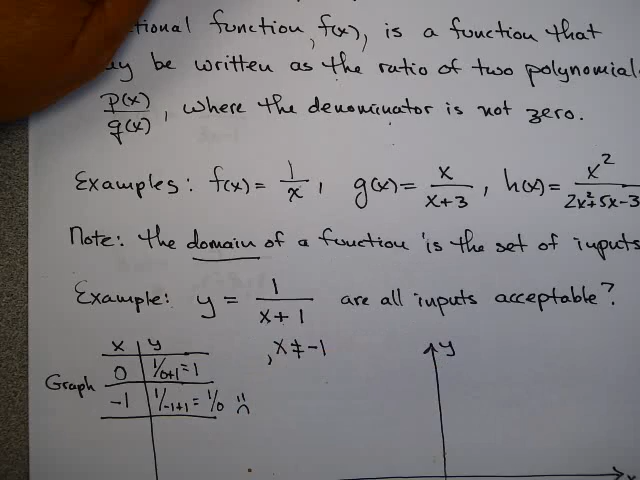 tional function, f(x), is a function that
y be written as the ratio of two polynomial
p(x)/g(x), where the denominator is not zero.
Examples: f(x) = 1/x, g(x) = x/(x+3), h(x) = x²/(2x²+5x-3
Note: the domain of a function is the set of inputs
Example: y = 1/(x+1) are all inputs acceptable?
, x ≠ -1
Graph
x | y
0 | 1/0+1 = 1
-1 | 1/-1+1 = 1/0 :(
y
x